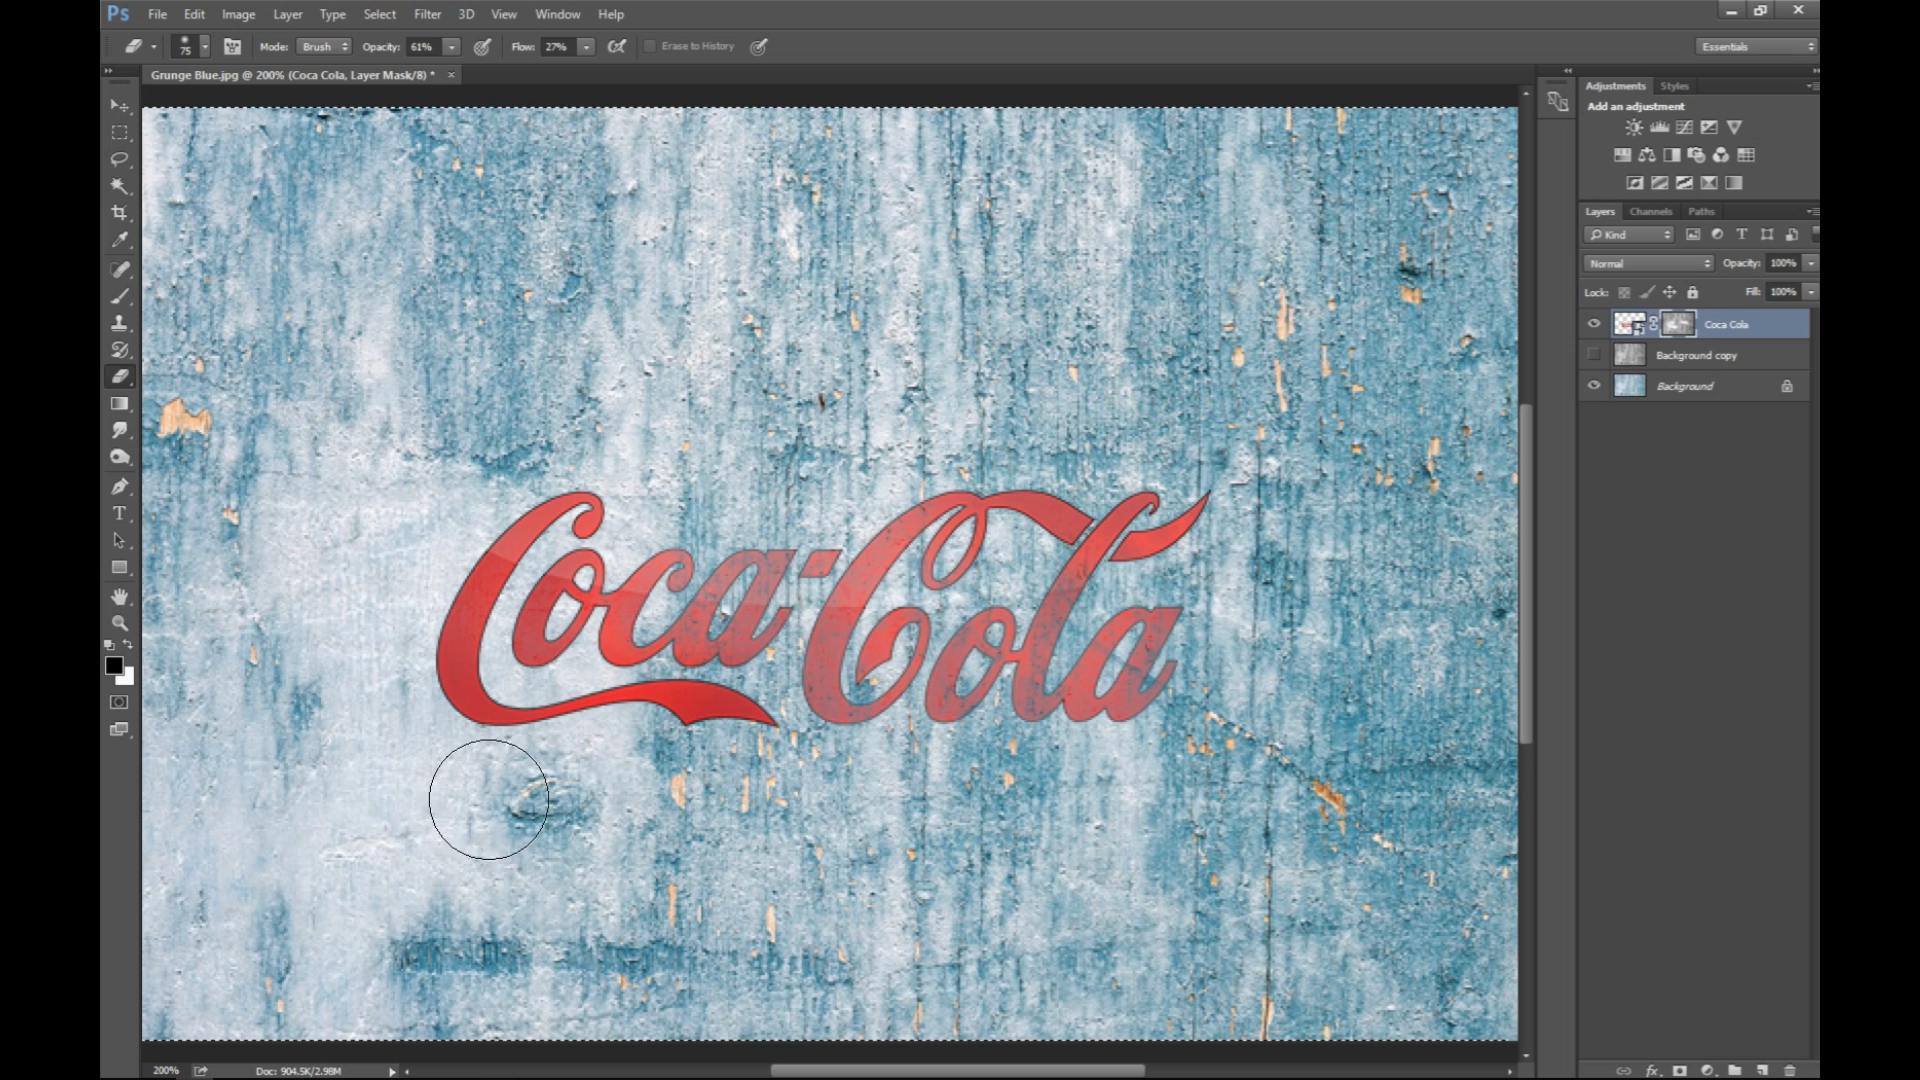 Ps File Edit Image Layer Type Select Filter 3D View Window Help
75 Mode: Brush Opacity: 61% Flow: 27% Erase to History Essentials
Grunge Blue.jpg @ 200% (Coca Cola, Layer Mask/8) * ×
Adjustments Styles
Add an adjustment
Layers Channels Paths
Kind
Normal Opacity: 100%
Lock: Fill: 100%
Coca Cola
Background copy
Background
Coca-Cola
200% Doc: 904.5K/2.98M